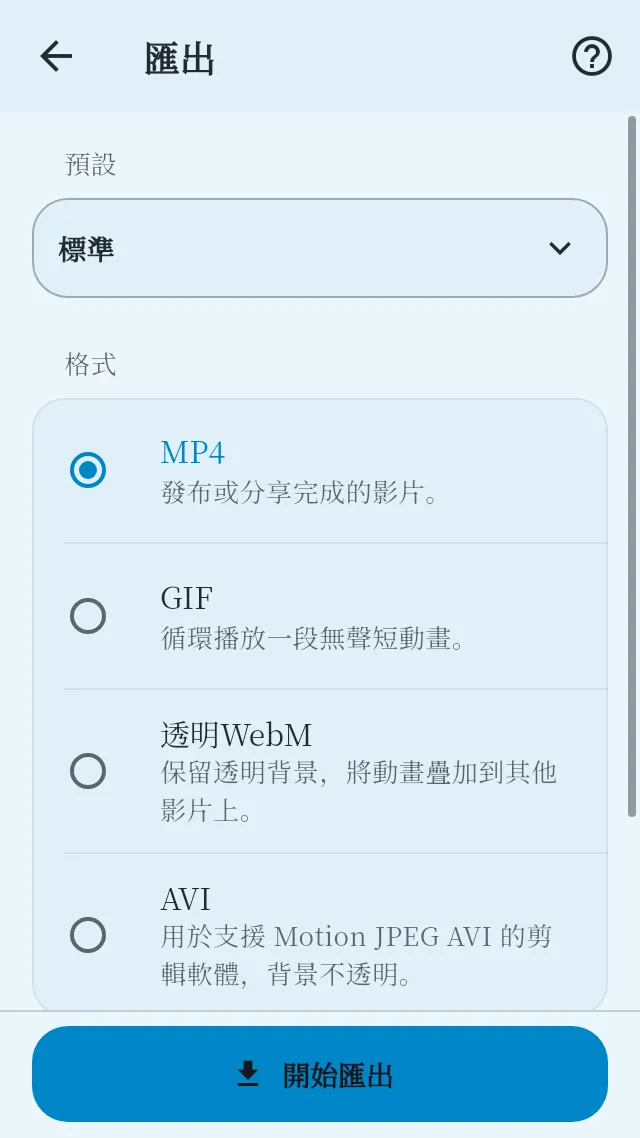 匯出
預設
標準
格式
MP4
發布或分享完成的影片。
GIF
循環播放一段無聲短動畫。
透明WebM
保留透明背景，將動畫疊加到其他
影片上。
AVI
用於支援 Motion JPEG AVI 的剪
輯軟體，背景不透明。
開始匯出